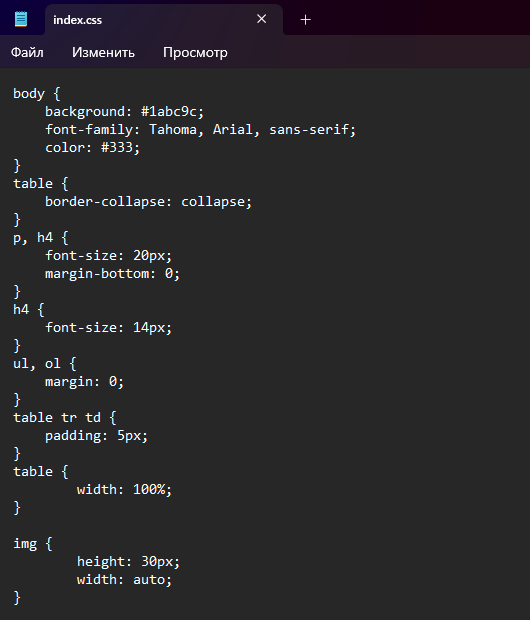 index.css
Файл Изменить Просмотр
body {
    background: #1abc9c;
    font-family: Tahoma, Arial, sans-serif;
    color: #333;
}
table {
    border-collapse: collapse;
}
p, h4 {
    font-size: 20px;
    margin-bottom: 0;
}
h4 {
    font-size: 14px;
}
ul, ol {
    margin: 0;
}
table tr td {
    padding: 5px;
}
table {
        width: 100%;
}

img {
        height: 30px;
        width: auto;
}